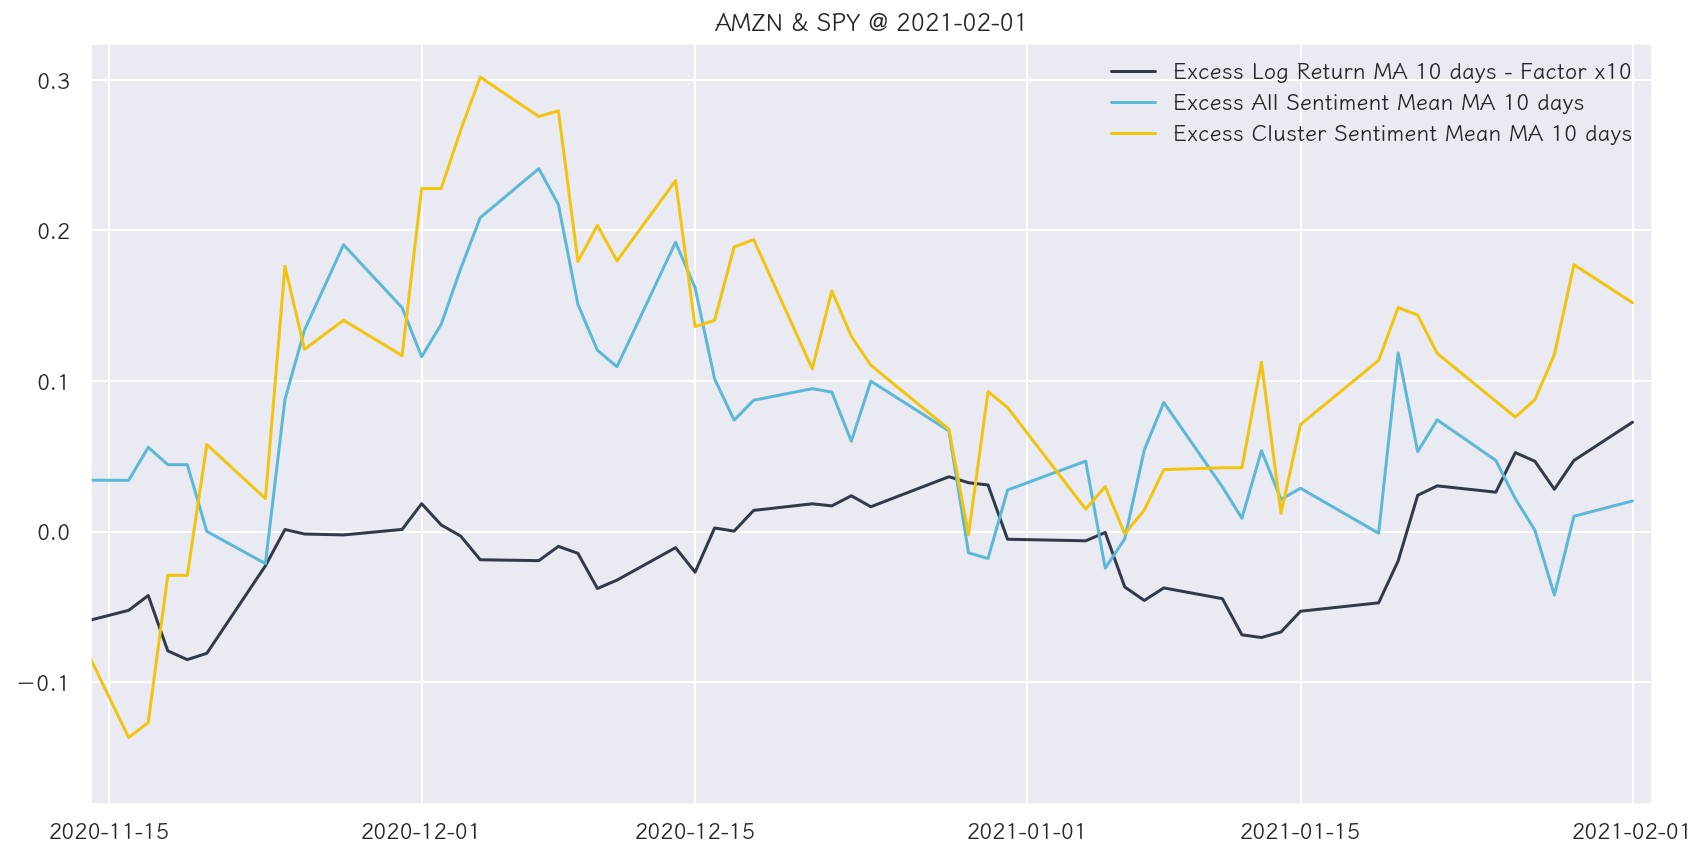 AMZN & SPY @ 2021-02-01
Excess Log Return MA 10 days - Factor x10
Excess All Sentiment Mean MA 10 days
Excess Cluster Sentiment Mean MA 10 days
0.3
0.2
0.1
0.0
−0.1
2020-11-15
2020-12-01
2020-12-15
2021-01-01
2021-01-15
2021-02-01